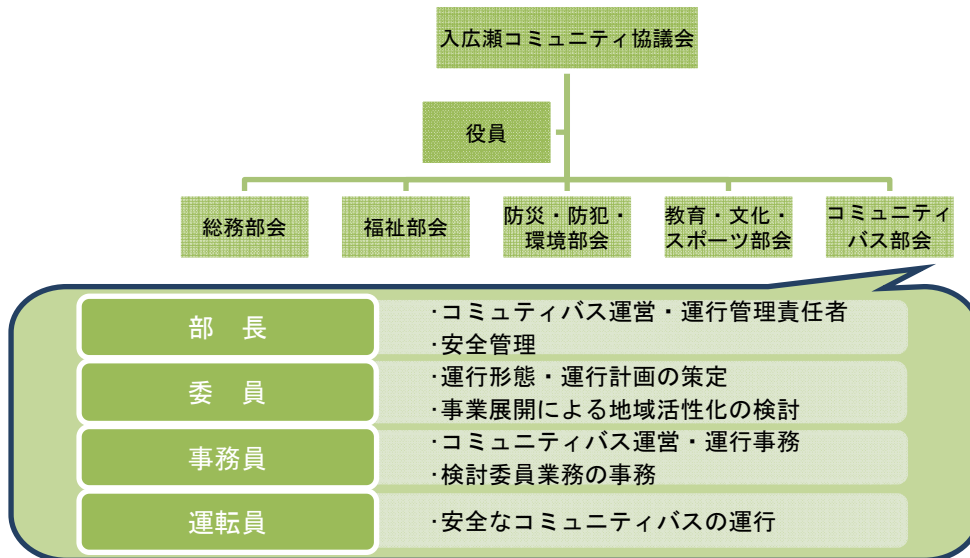 入広瀬コミュニティ協議会
役員
総務部会
福祉部会
防災・防犯・
環境部会
教育・文化・
スポーツ部会
コミュニティ
バス部会
部　長
・コミュティバス運営・運行管理責任者
・安全管理
委　員
・運行形態・運行計画の策定
・事業展開による地域活性化の検討
事務員
・コミュニティバス運営・運行事務
・検討委員業務の事務
運転員
・安全なコミュニティバスの運行